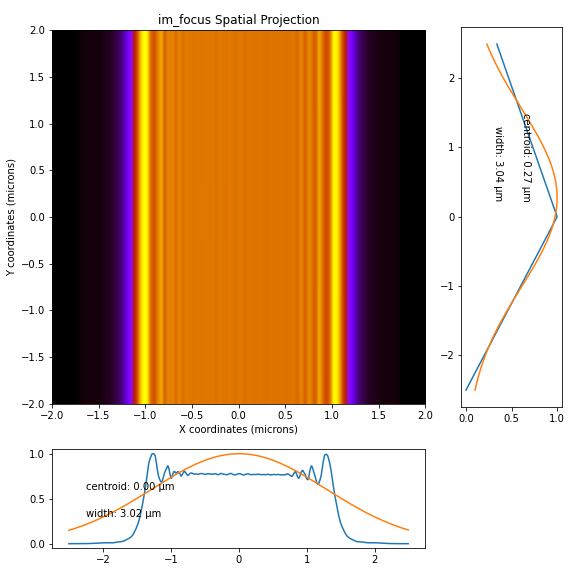 im_focus Spatial Projection
2.0
1.5
1.0
0.5
0.0
−0.5
−1.0
−1.5
−2.0
Y coordinates (microns)
−2.0 −1.5 −1.0 −0.5 0.0 0.5 1.0 1.5 2.0
X coordinates (microns)
2
1
0
−1
−2
centroid: 0.27 μm
width: 3.04 μm
0.0 0.5 1.0
1.0
0.5
0.0
centroid: 0.00 μm
width: 3.02 μm
−2 −1 0 1 2